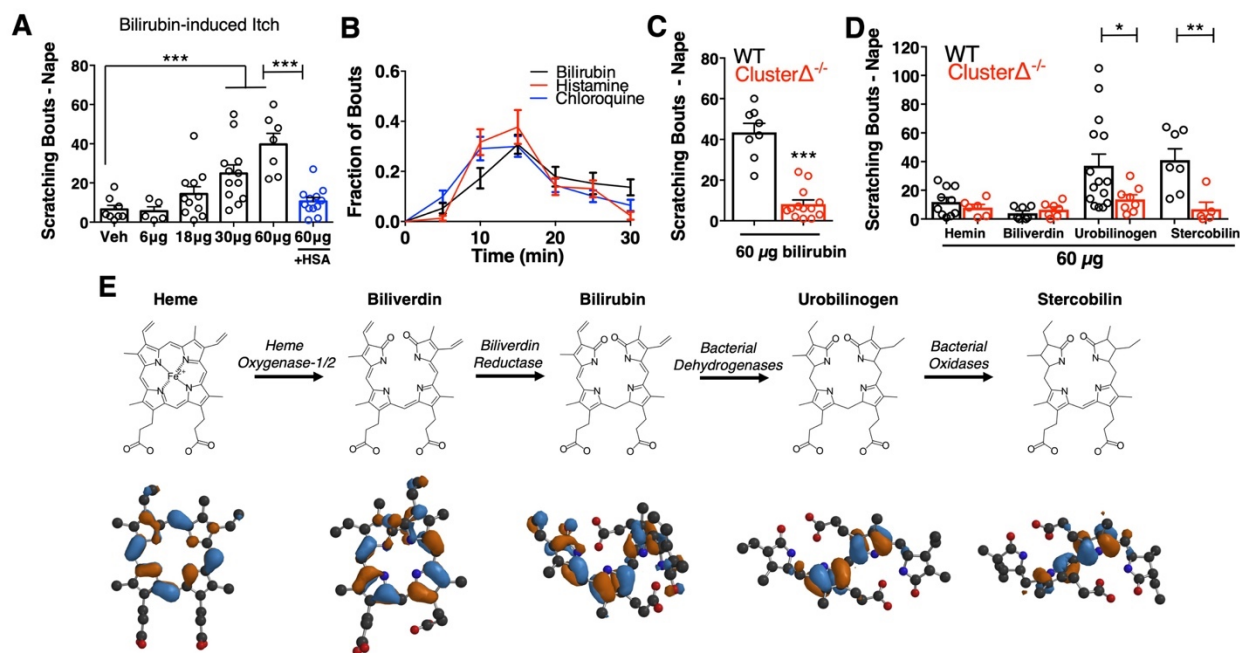 A
Bilirubin-induced Itch
Scratching Bouts - Nape
80
60
40
20
0
***
***
Veh 6µg 18µg 30µg 60µg 60µg
+HSA
B
Fraction of Bouts
0.6
0.4
0.2
0.0
Bilirubin
Histamine
Chloroquine
0 10 20 30
Time (min)
C
WT
ClusterΔ-/-
Scratching Bouts - Nape
80
60
40
20
0
***
60 µg bilirubin
D
WT
ClusterΔ-/-
Scratching Bouts - Nape
120
100
80
60
40
20
0
*
**
Hemin Biliverdin Urobilinogen Stercobilin
60 µg
E
Heme Biliverdin Bilirubin Urobilinogen Stercobilin
Heme
Oxygenase-1/2
Biliverdin
Reductase
Bacterial
Dehydrogenases
Bacterial
Oxidases